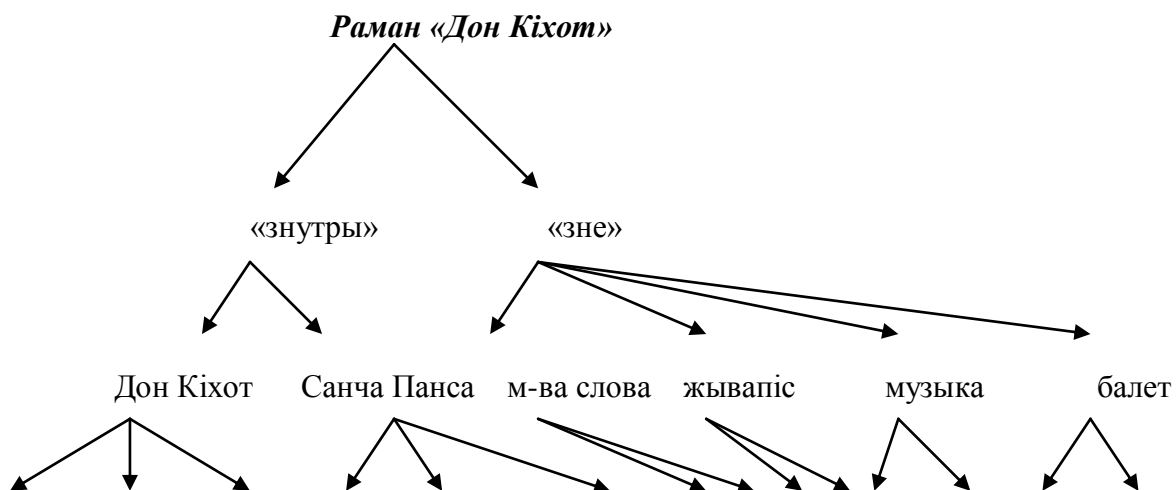 Раман «Дон Кіхот»
«знутры» «зне»
Дон Кіхот Санча Панса м-ва слова жывапіс музыка балет